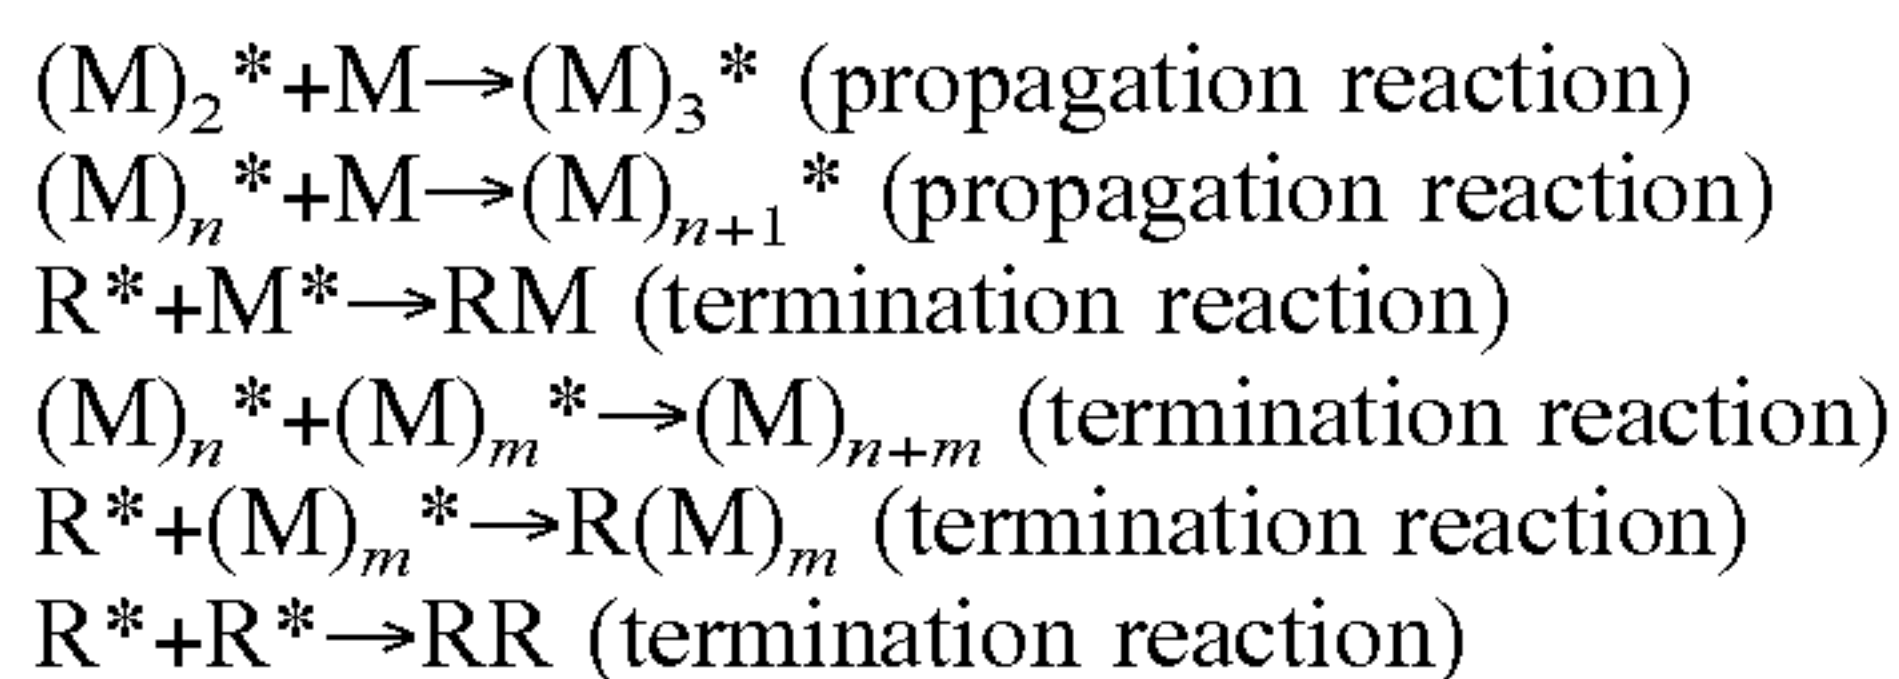 (M)₂*+M→(M)₃* (propagation reaction)
(M)ₙ*+M→(M)ₙ₊₁* (propagation reaction)
R*+M*→RM (termination reaction)
(M)ₙ*+(M)ₘ*→(M)ₙ₊ₘ (termination reaction)
R*+(M)ₘ*→R(M)ₘ (termination reaction)
R*+R*→RR (termination reaction)